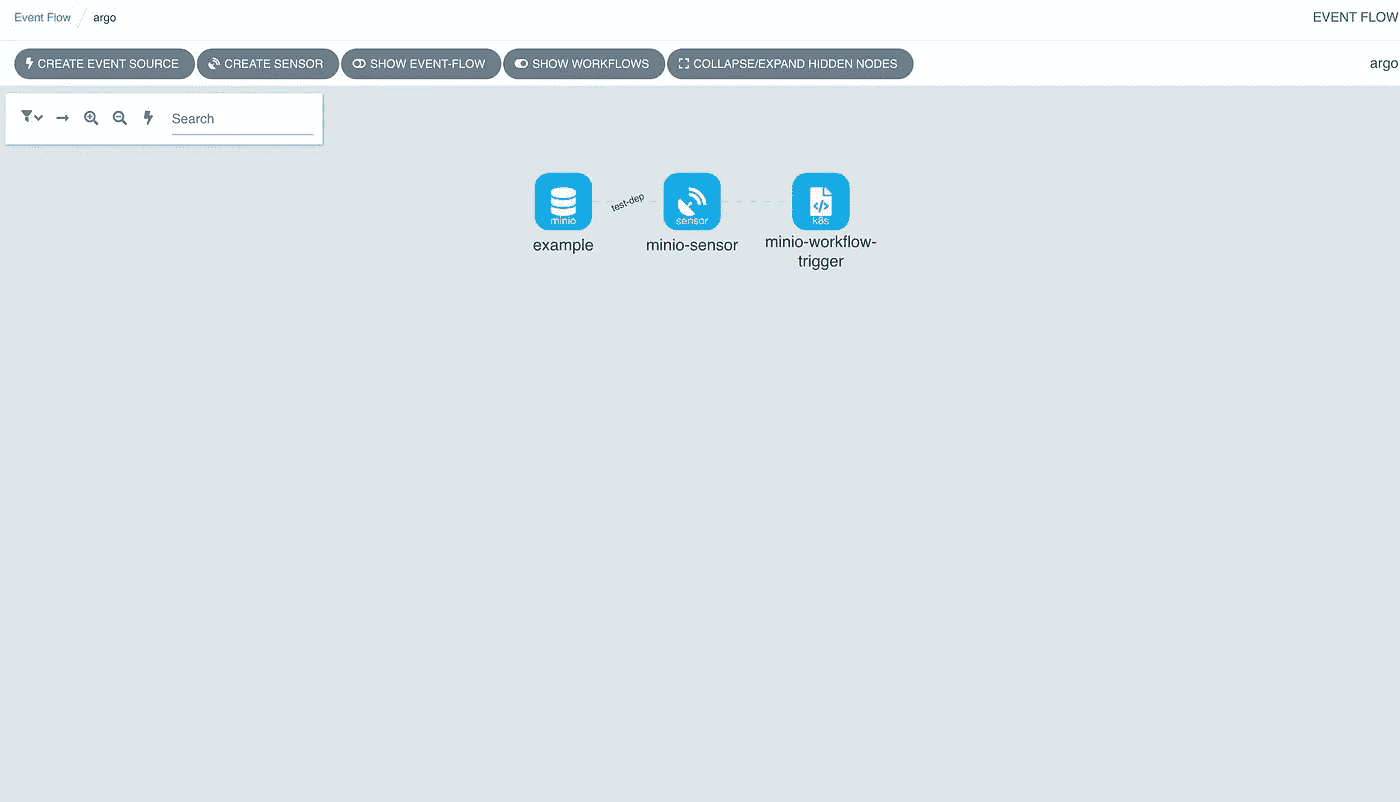 Event Flow / argo
EVENT FLOW
CREATE EVENT SOURCE
CREATE SENSOR
SHOW EVENT-FLOW
SHOW WORKFLOWS
COLLAPSE/EXPAND HIDDEN NODES
argo
Search
minio
test-dep
sensor
k8s
example
minio-sensor
minio-workflow-
trigger